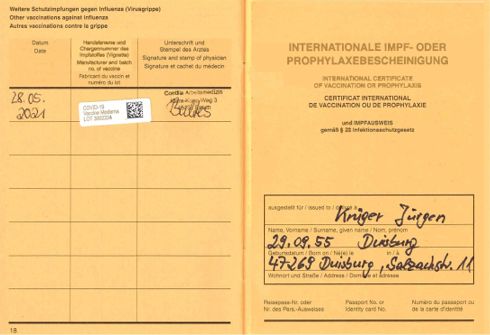 Weitere Schutzimpfungen gegen Influenza (Virusgrippe)
Other vaccinations against influenza
Autres vaccinations contre la grippe
Datum
Date
Handelsname und
Chargennummer des
Impfstoffes (Vignette)
Manufacturer and batch
no. of vaccine
Fabricant du vaccin et
numéro du lot
Unterschrift und
Stempel des Arztes
Signature and stamp of physician
Signature et cachet du médecin
28.05.
2021
COVID-19
Vaccine Moderna
LOT
Cordia Arbeitsmedizin
Weg 3
18
INTERNATIONALE IMPF- ODER
PROPHYLAXEBESCHEINIGUNG
INTERNATIONAL CERTIFICATE
OF VACCINATION OR PROPHYLAXIS
CERTIFICAT INTERNATIONAL
DE VACCINATION OU DE PROPHYLAXIE
und IMPFAUSWEIS
gemäß § 22 Infektionsschutzgesetz
ausgestellt für / issued to / délivré à
Krüger Jürgen
Name, Vorname / Surname, given name / Nom, prénom
29.09.55 Duisburg
Geburtsdatum / Born on / Né(e) le in / à
47269 Duisburg, Salzachstr. 11
Wohnort und Straße / Address / Domicile et adresse
Reisepass-Nr. oder
Nr. des Pers.-Ausweises
Passport No. or
Identity card No.
Numéro du passeport ou
de la carte d'identité